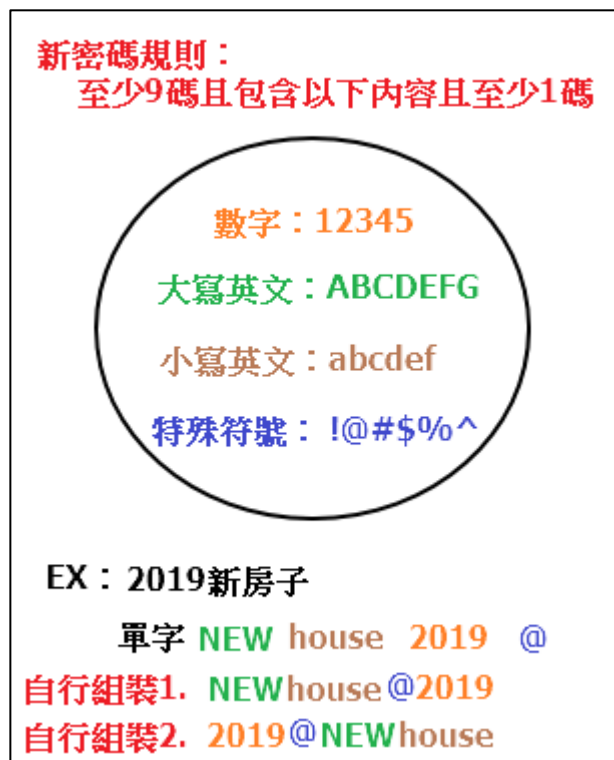 新密碼規則：
至少9碼且包含以下內容且至少1碼
數字：12345
大寫英文：ABCDEFG
小寫英文：abcdef
特殊符號： !@#$%^
EX： 2019新房子
單字 NEW house 2019 @
自行組裝1. NEWhouse@2019
自行組裝2. 2019@NEWhouse